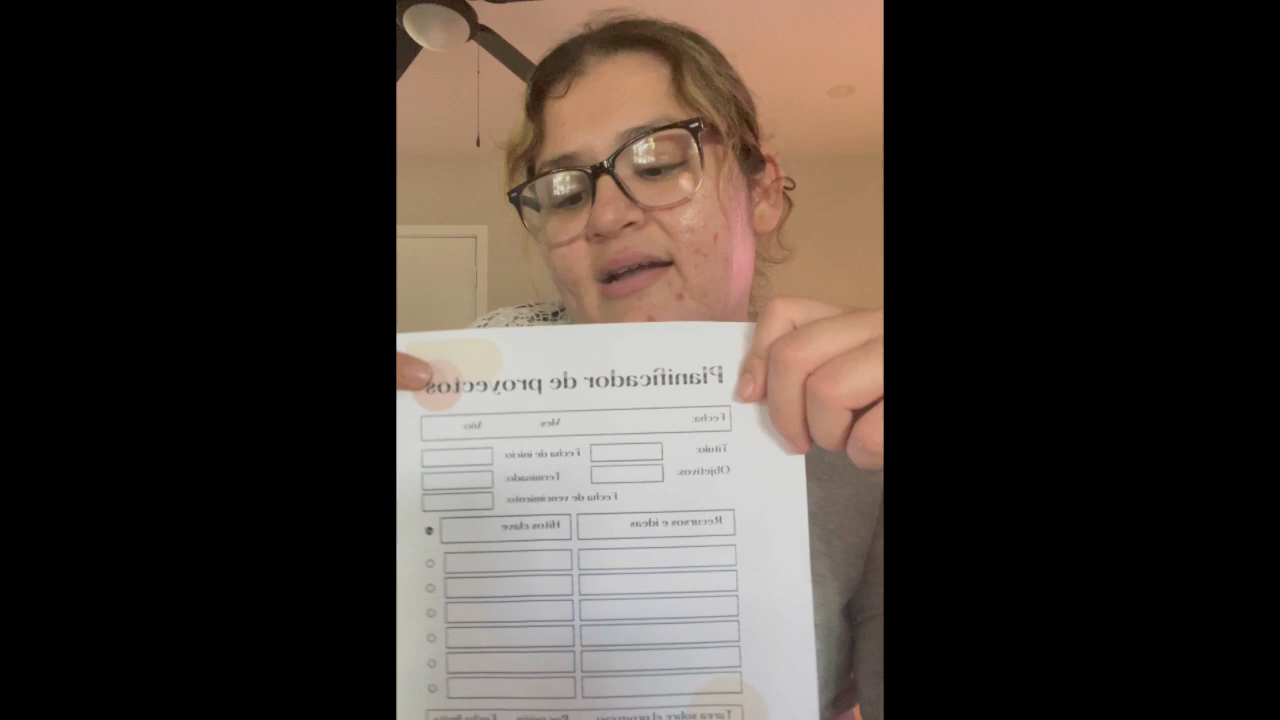 Planificador de proyectos
Fecha: Mes: Año:
Título: Fecha de inicio:
Objetivos: Terminado:
Fecha de vencimiento:
Recursos e ideas Hitos clave
Tarea sobre el progreso